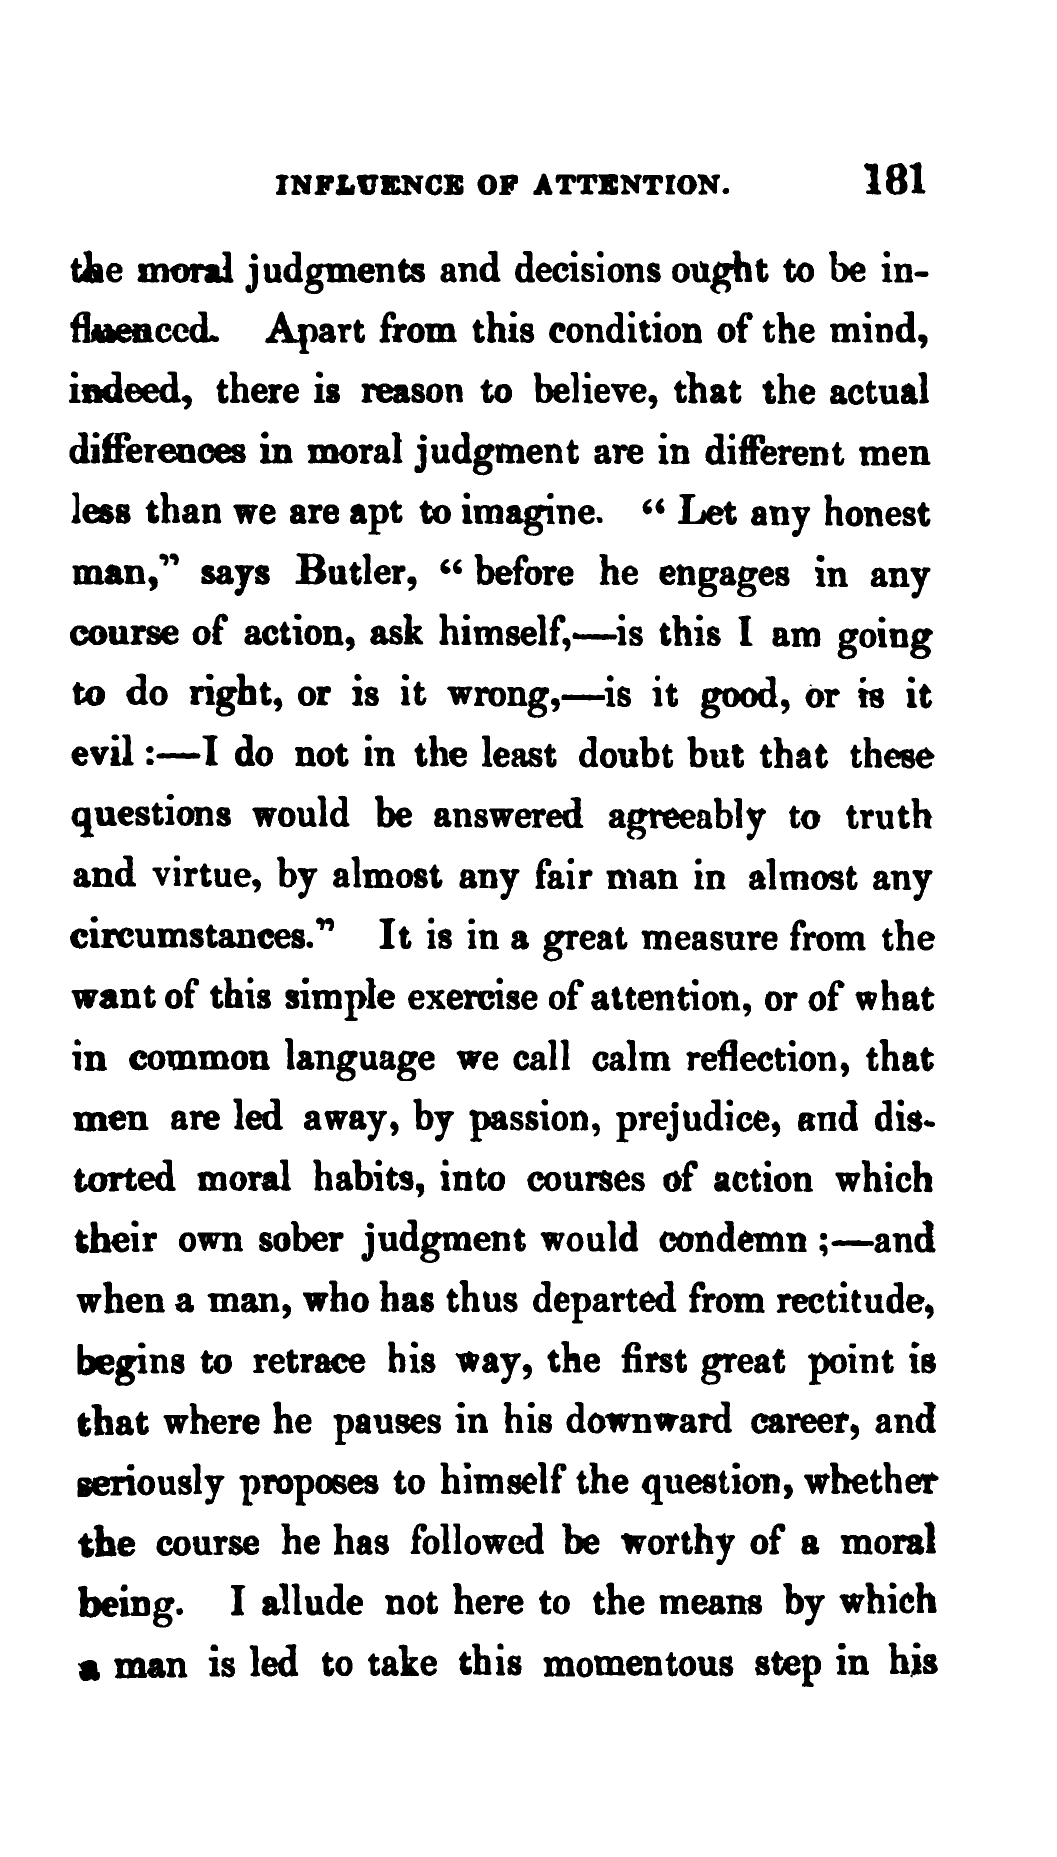 INFLUENCE OF ATTENTION. 181
the moral judgments and decisions ought to be in-
fluenced. Apart from this condition of the mind,
indeed, there is reason to believe, that the actual
differences in moral judgment are in different men
less than we are apt to imagine. “ Let any honest
man,” says Butler, “ before he engages in any
course of action, ask himself,—is this I am going
to do right, or is it wrong,—is it good, or is it
evil :—I do not in the least doubt but that these
questions would be answered agreeably to truth
and virtue, by almost any fair man in almost any
circumstances.” It is in a great measure from the
want of this simple exercise of attention, or of what
in common language we call calm reflection, that
men are led away, by passion, prejudice, and dis-
torted moral habits, into courses of action which
their own sober judgment would condemn ;—and
when a man, who has thus departed from rectitude,
begins to retrace his way, the first great point is
that where he pauses in his downward career, and
seriously proposes to himself the question, whether
the course he has followed be worthy of a moral
being. I allude not here to the means by which
a man is led to take this momentous step in his